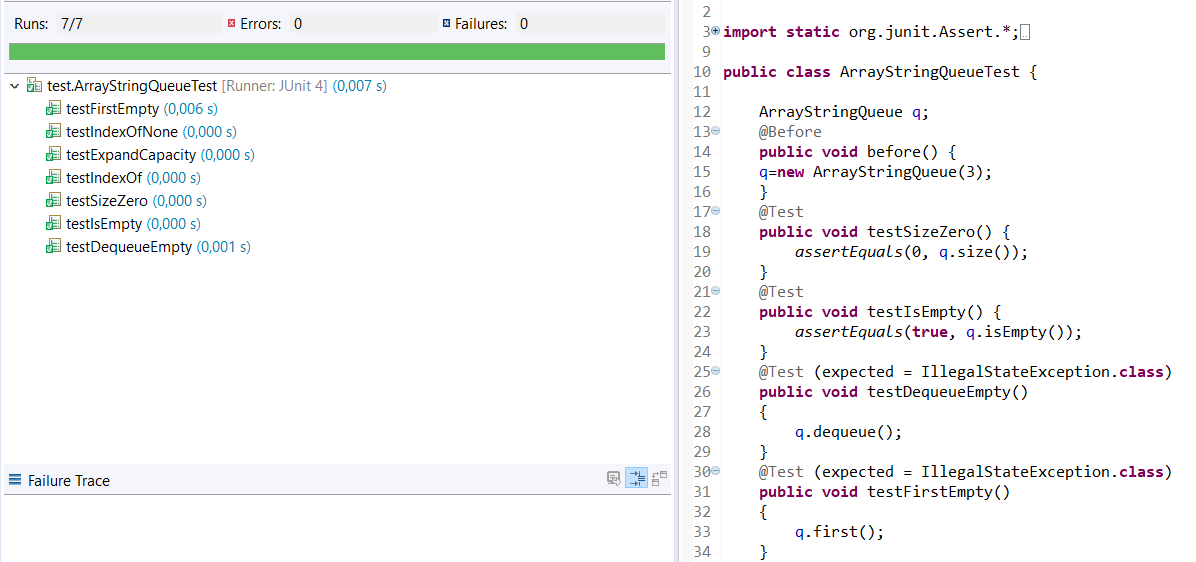 Runs: 7/7 Errors: 0 Failures: 0
test.ArrayStringQueueTest [Runner: JUnit 4] (0,007 s)
testFirstEmpty (0,006 s)
testIndexOfNone (0,000 s)
testExpandCapacity (0,000 s)
testIndexOf (0,000 s)
testSizeZero (0,000 s)
testIsEmpty (0,000 s)
testDequeueEmpty (0,001 s)
Failure Trace
2
3 import static org.junit.Assert.*;
9
10 public class ArrayStringQueueTest {
11
12 ArrayStringQueue q;
13 @Before
14 public void before() {
15 q=new ArrayStringQueue(3);
16 }
17 @Test
18 public void testSizeZero() {
19 assertEquals(0, q.size());
20 }
21 @Test
22 public void testIsEmpty() {
23 assertEquals(true, q.isEmpty());
24 }
25 @Test (expected = IllegalStateException.class)
26 public void testDequeueEmpty()
27 {
28 q.dequeue();
29 }
30 @Test (expected = IllegalStateException.class)
31 public void testFirstEmpty()
32 {
33 q.first();
34 }